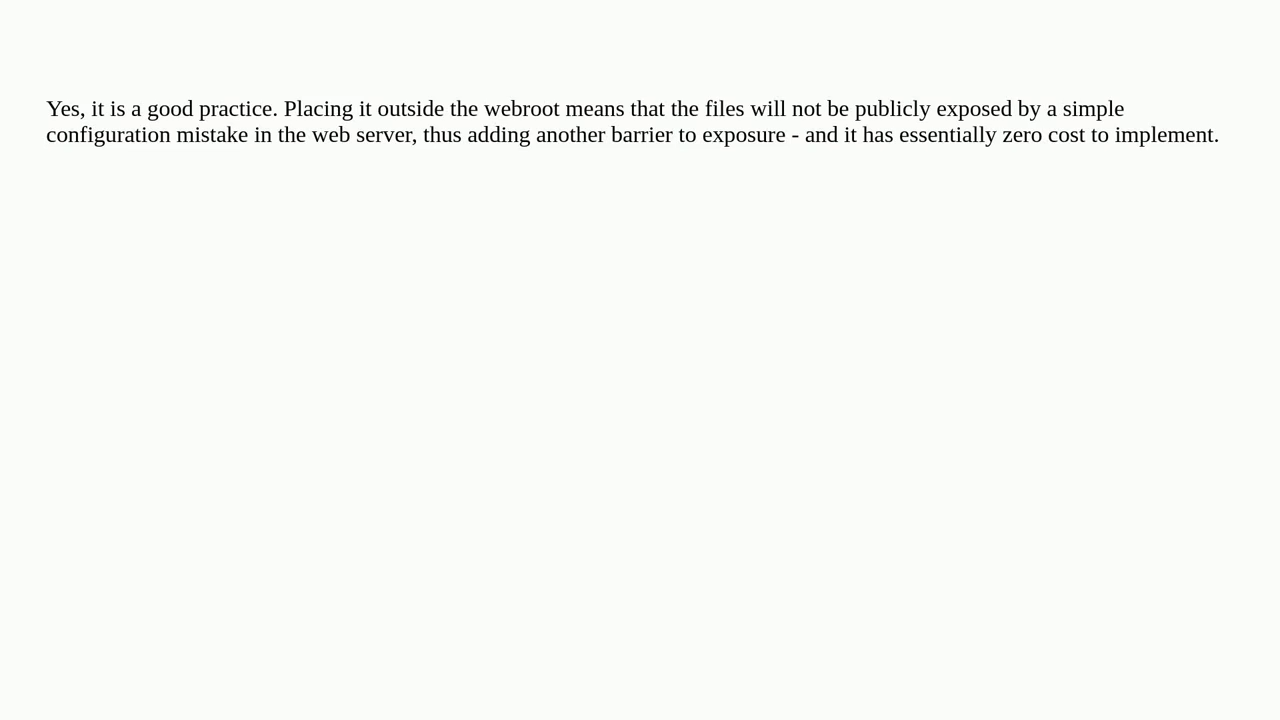 Yes, it is a good practice. Placing it outside the webroot means that the files will not be publicly exposed by a simple
configuration mistake in the web server, thus adding another barrier to exposure - and it has essentially zero cost to implement.